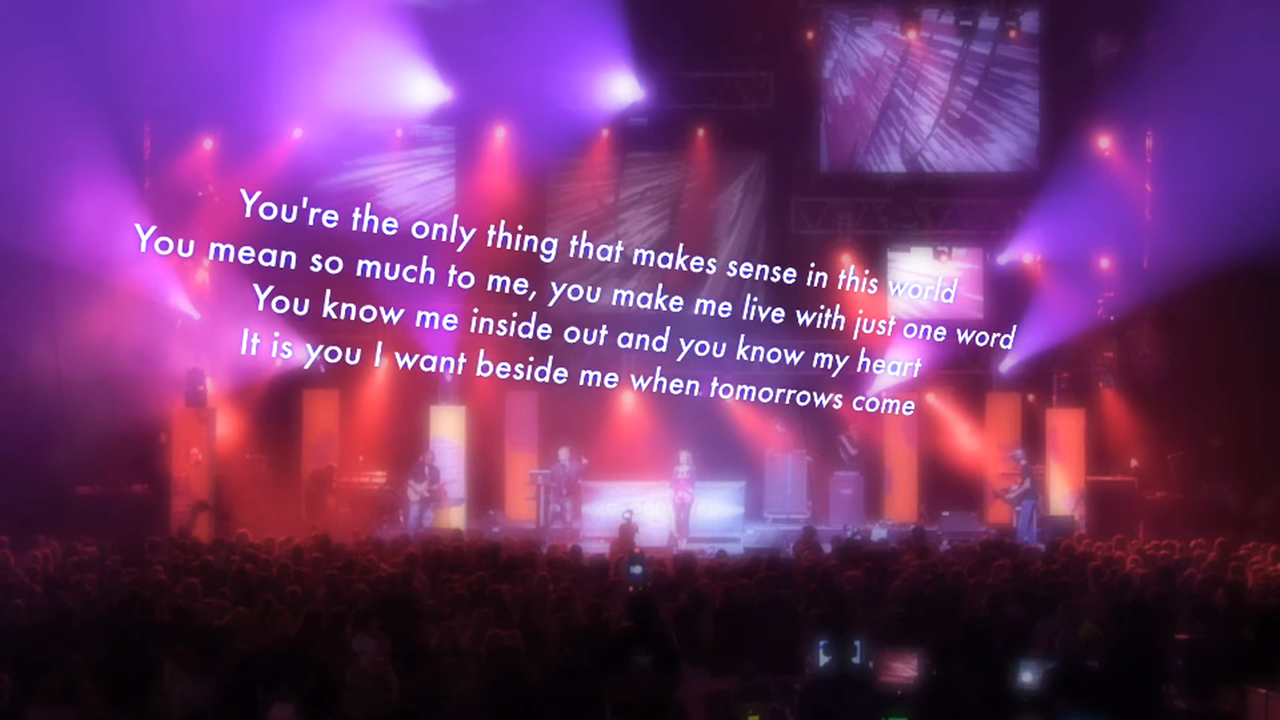 You're the only thing that makes sense in this world
You mean so much to me, you make me live with just one word
You know me inside out and you know my heart
It is you I want beside me when tomorrows come